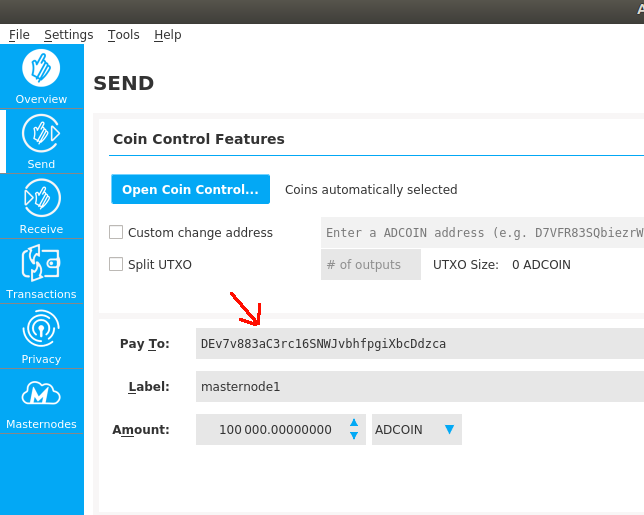 File Settings Tools Help
Overview
Send
Receive
Transactions
Privacy
Masternodes
SEND
Coin Control Features
Open Coin Control... Coins automatically selected
Custom change address Enter a ADCOIN address (e.g. D7VFR83SQbiezrW
Split UTXO # of outputs UTXO Size: 0 ADCOIN
Pay To: DEv7v883aC3rc16SNWJvbhfpgiXbcDdzca
Label: masternode1
Amount: 100 000.00000000 ADCOIN